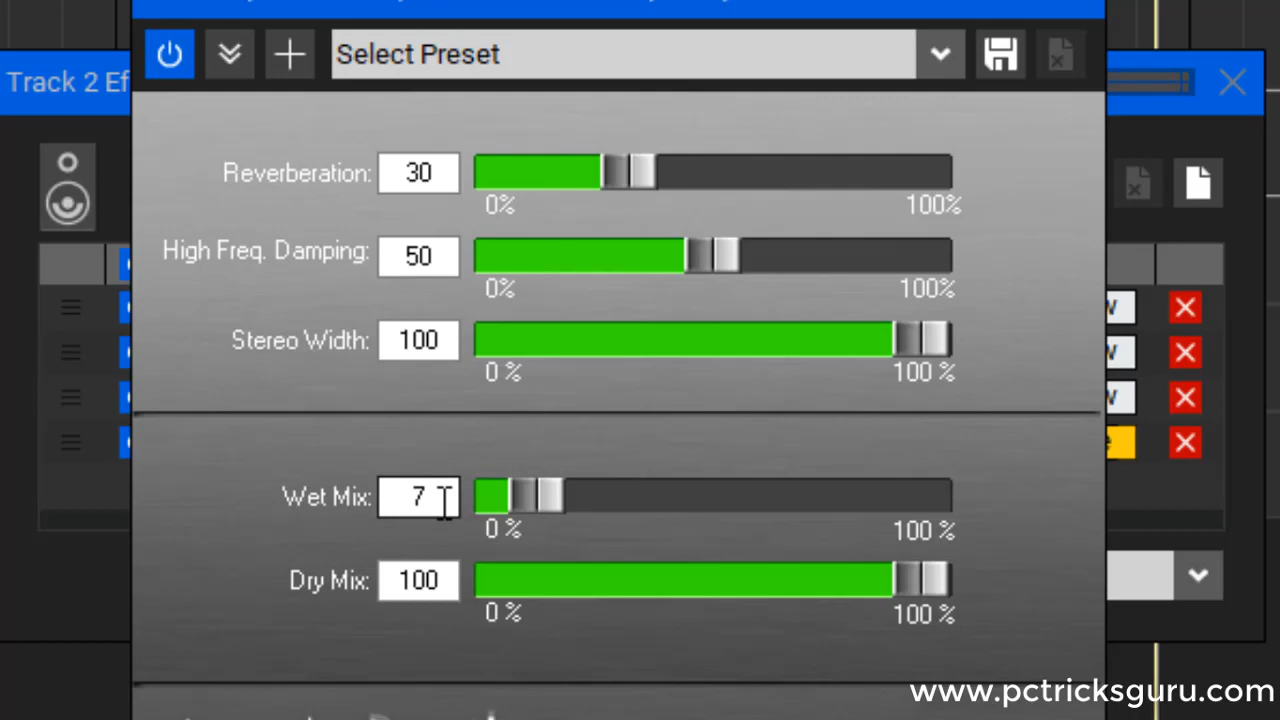 Select Preset
Track 2 Ef
Reverberation: 30
0% 100%
High Freq. Damping: 50
0% 100%
Stereo Width: 100
0 % 100 %
Wet Mix: 7
0 % 100 %
Dry Mix: 100
0 % 100 %
www.pctricksguru.com